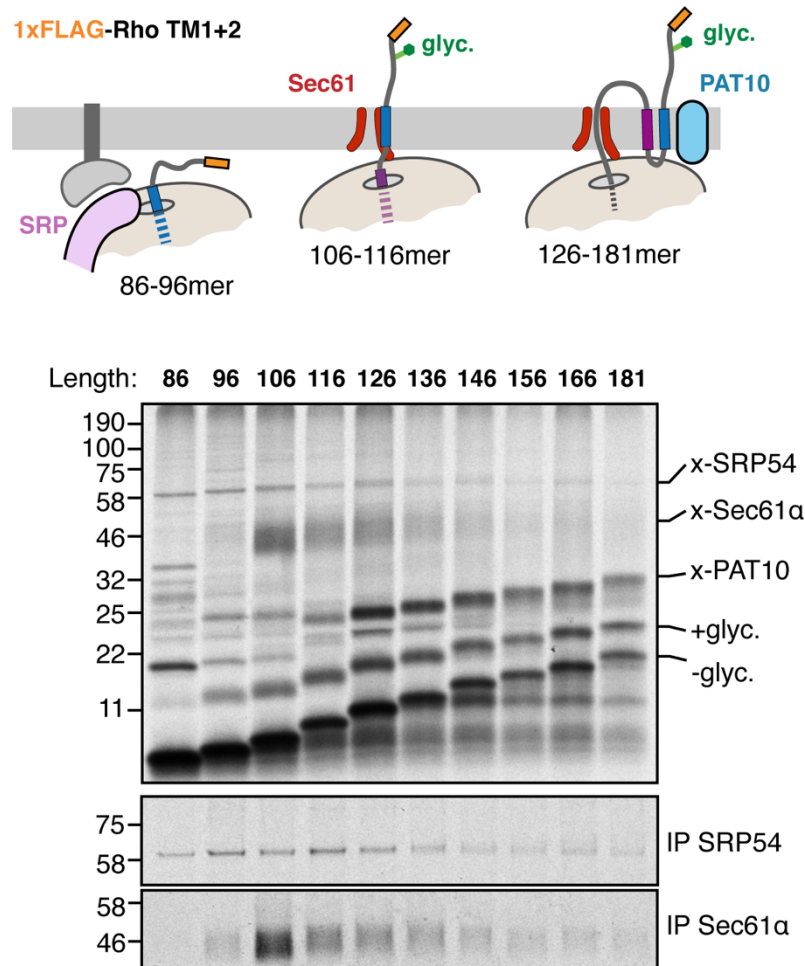 1xFLAG-Rho TM1+2
glyc.
glyc.
Sec61
PAT10
SRP
86-96mer
106-116mer
126-181mer
Length: 86 96 106 116 126 136 146 156 166 181
190
100
75
58
46
32
25
22
11
x-SRP54
x-Sec61α
x-PAT10
+glyc.
-glyc.
75
58
IP SRP54
58
46
IP Sec61α